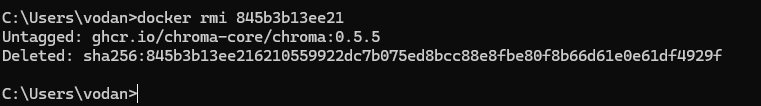 C:\Users\vodan>docker rmi 845b3b13ee21
Untagged: ghcr.io/chroma-core/chroma:0.5.5
Deleted: sha256:845b3b13ee216210559922dc7b075ed8bcc88e8fbe80f8b66d61e0e61df4929f
C:\Users\vodan>